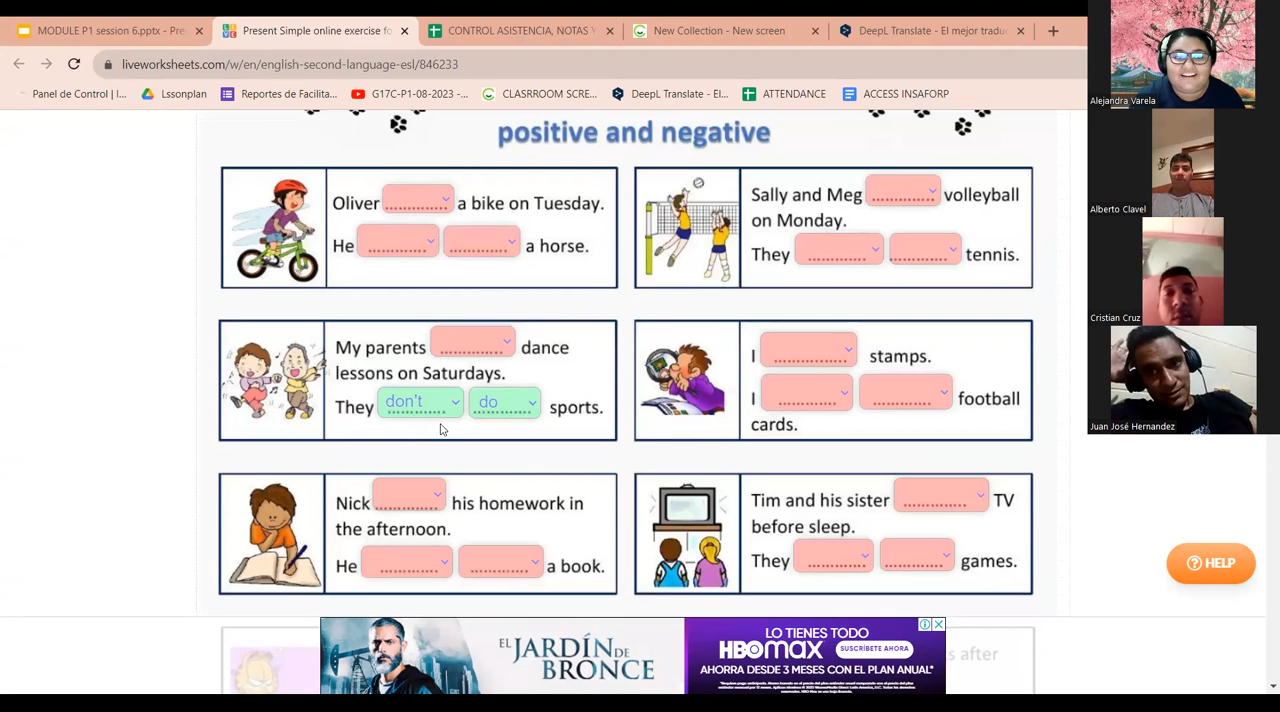 MODULE P1 session 6.pptx - Pre
Present Simple online exercise fo
CONTROL ASISTENCIA, NOTAS Y
New Collection - New screen
DeepL Translate - El mejor tradu
liveworksheets.com/w/en/english-second-language-esl/846233
Panel de Control | I...
Lssonplan
Reportes de Facilita...
G17C-P1-08-2023 -...
CLASRROOM SCRE...
DeepL Translate - El...
ATTENDANCE
ACCESS INSAFORP
positive and negative
Oliver ............ a bike on Tuesday.
He ............ ............ a horse.
Sally and Meg ............ volleyball
on Monday.
They ............ ............ tennis.
My parents ............ dance
lessons on Saturdays.
They don't do sports.
I ............ stamps.
I ............ ............ football
cards.
Nick ............ his homework in
the afternoon.
He ............ ............ a book.
Tim and his sister ............ TV
before sleep.
They ............ ............ games.
s after
HELP
EL JARDÍN DE
BRONCE
LO TIENES TODO
HBOMAX SUSCRÍBETE AHORA
AHORRA DESDE 3 MESES CON EL PLAN ANUAL*
Alejandra Varela
Alberto Clavel
Cristian Cruz
Juan José Hernandez